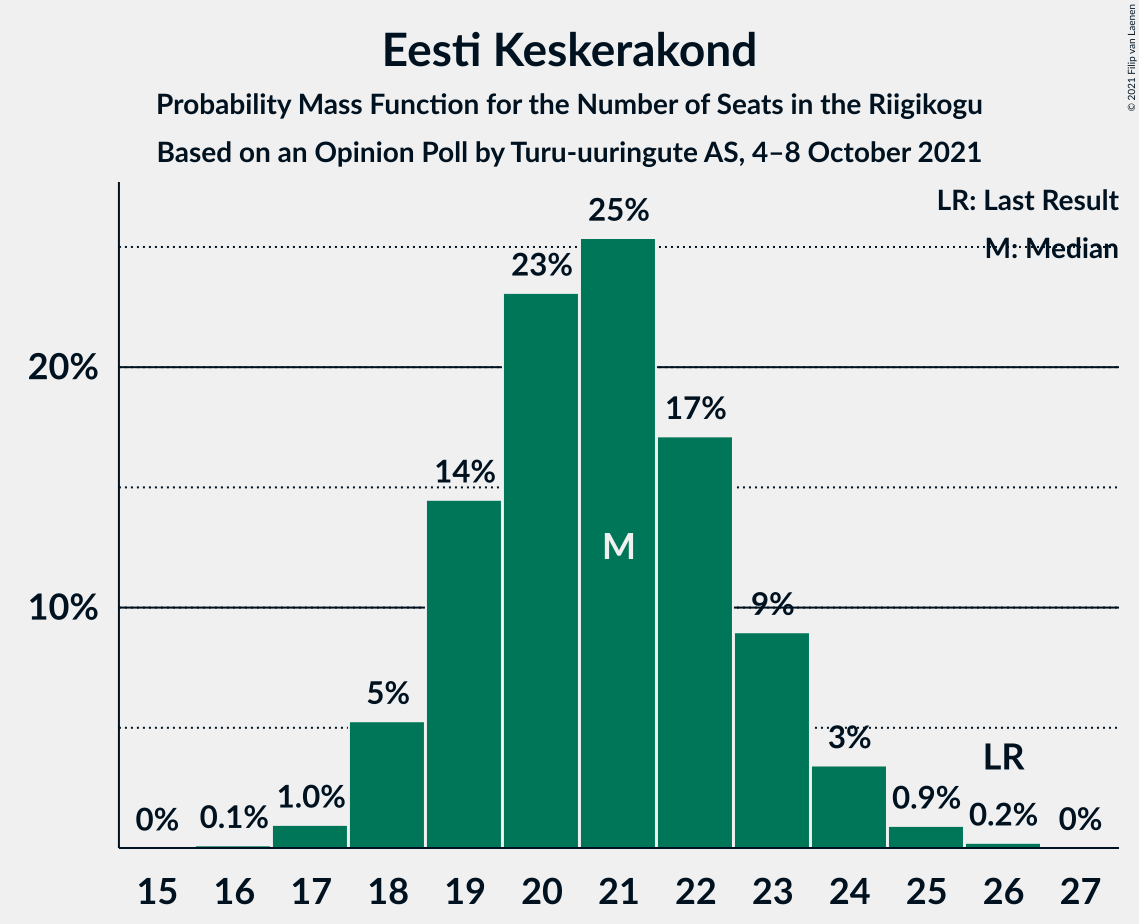 Eesti Keskerakond
Probability Mass Function for the Number of Seats in the Riigikogu
Based on an Opinion Poll by Turu-uuringute AS, 4–8 October 2021
© 2021 Filip van Laenen
LR: Last Result
M: Median
20%
10%
0%
0.1%
1.0%
5%
14%
23%
25%
17%
9%
3%
0.9%
0.2%
0%
M
LR
15 16 17 18 19 20 21 22 23 24 25 26 27